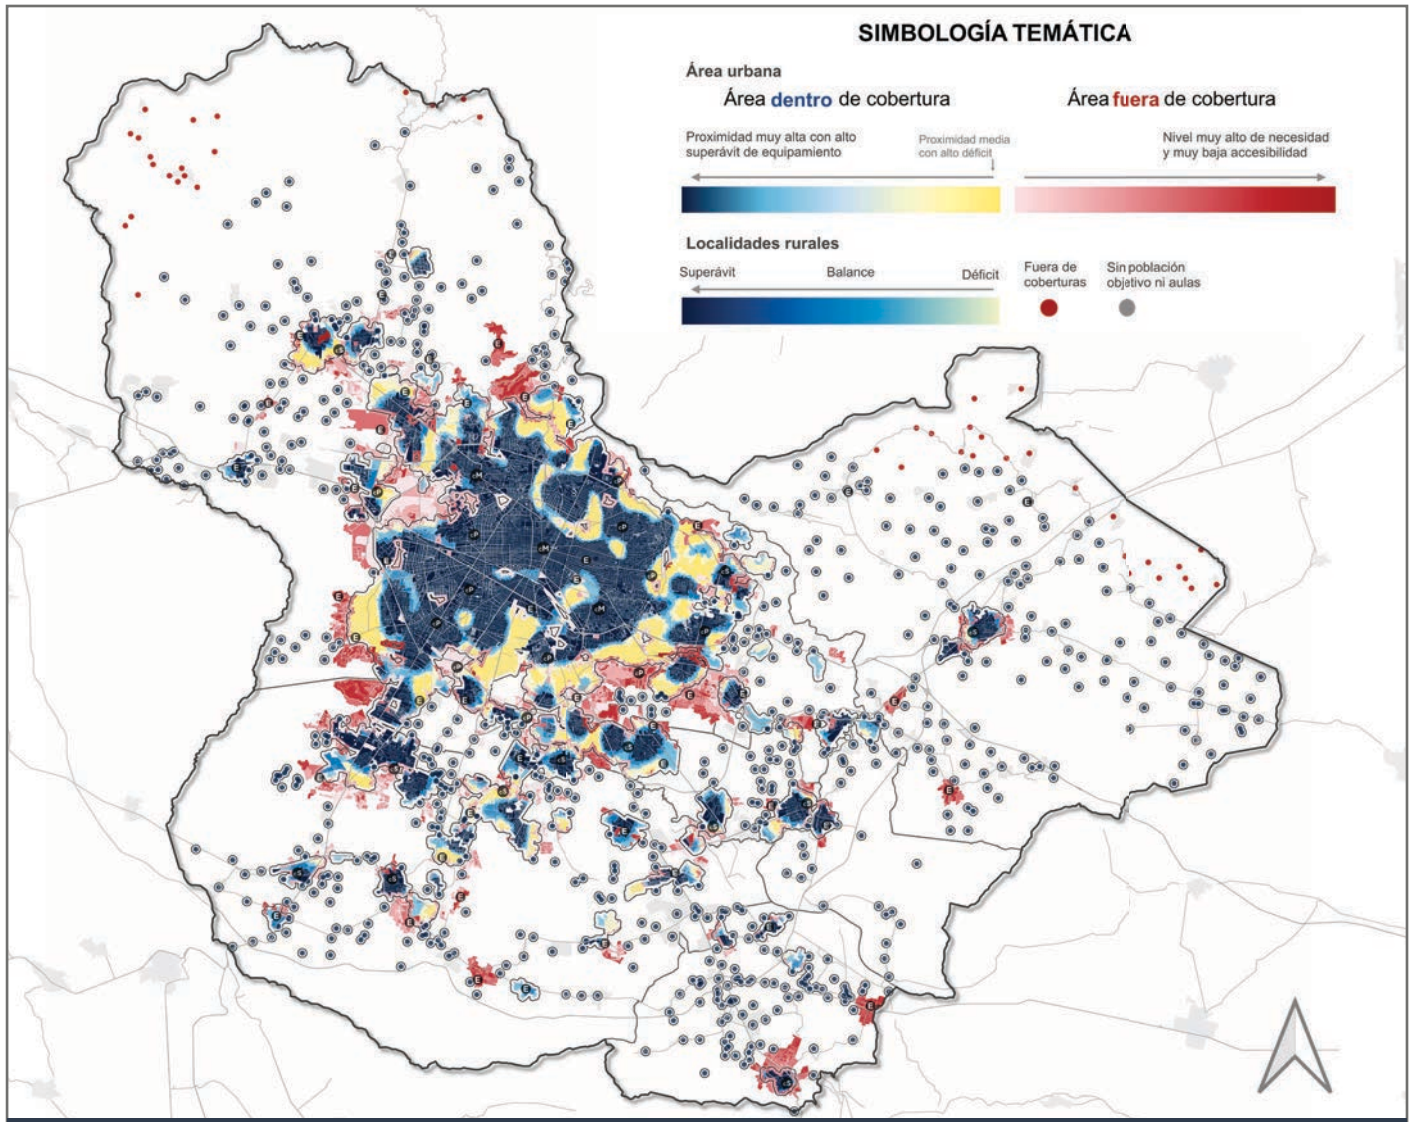 SIMBOLOGÍA TEMÁTICA
Área urbana
Área dentro de cobertura
Área fuera de cobertura
Proximidad muy alta con alto
superávit de equipamiento
Proximidad media
con alto déficit
Nivel muy alto de necesidad
y muy baja accesibilidad
Localidades rurales
Superávit
Balance
Déficit
Fuera de
coberturas
Sin población
objetivo ni aulas